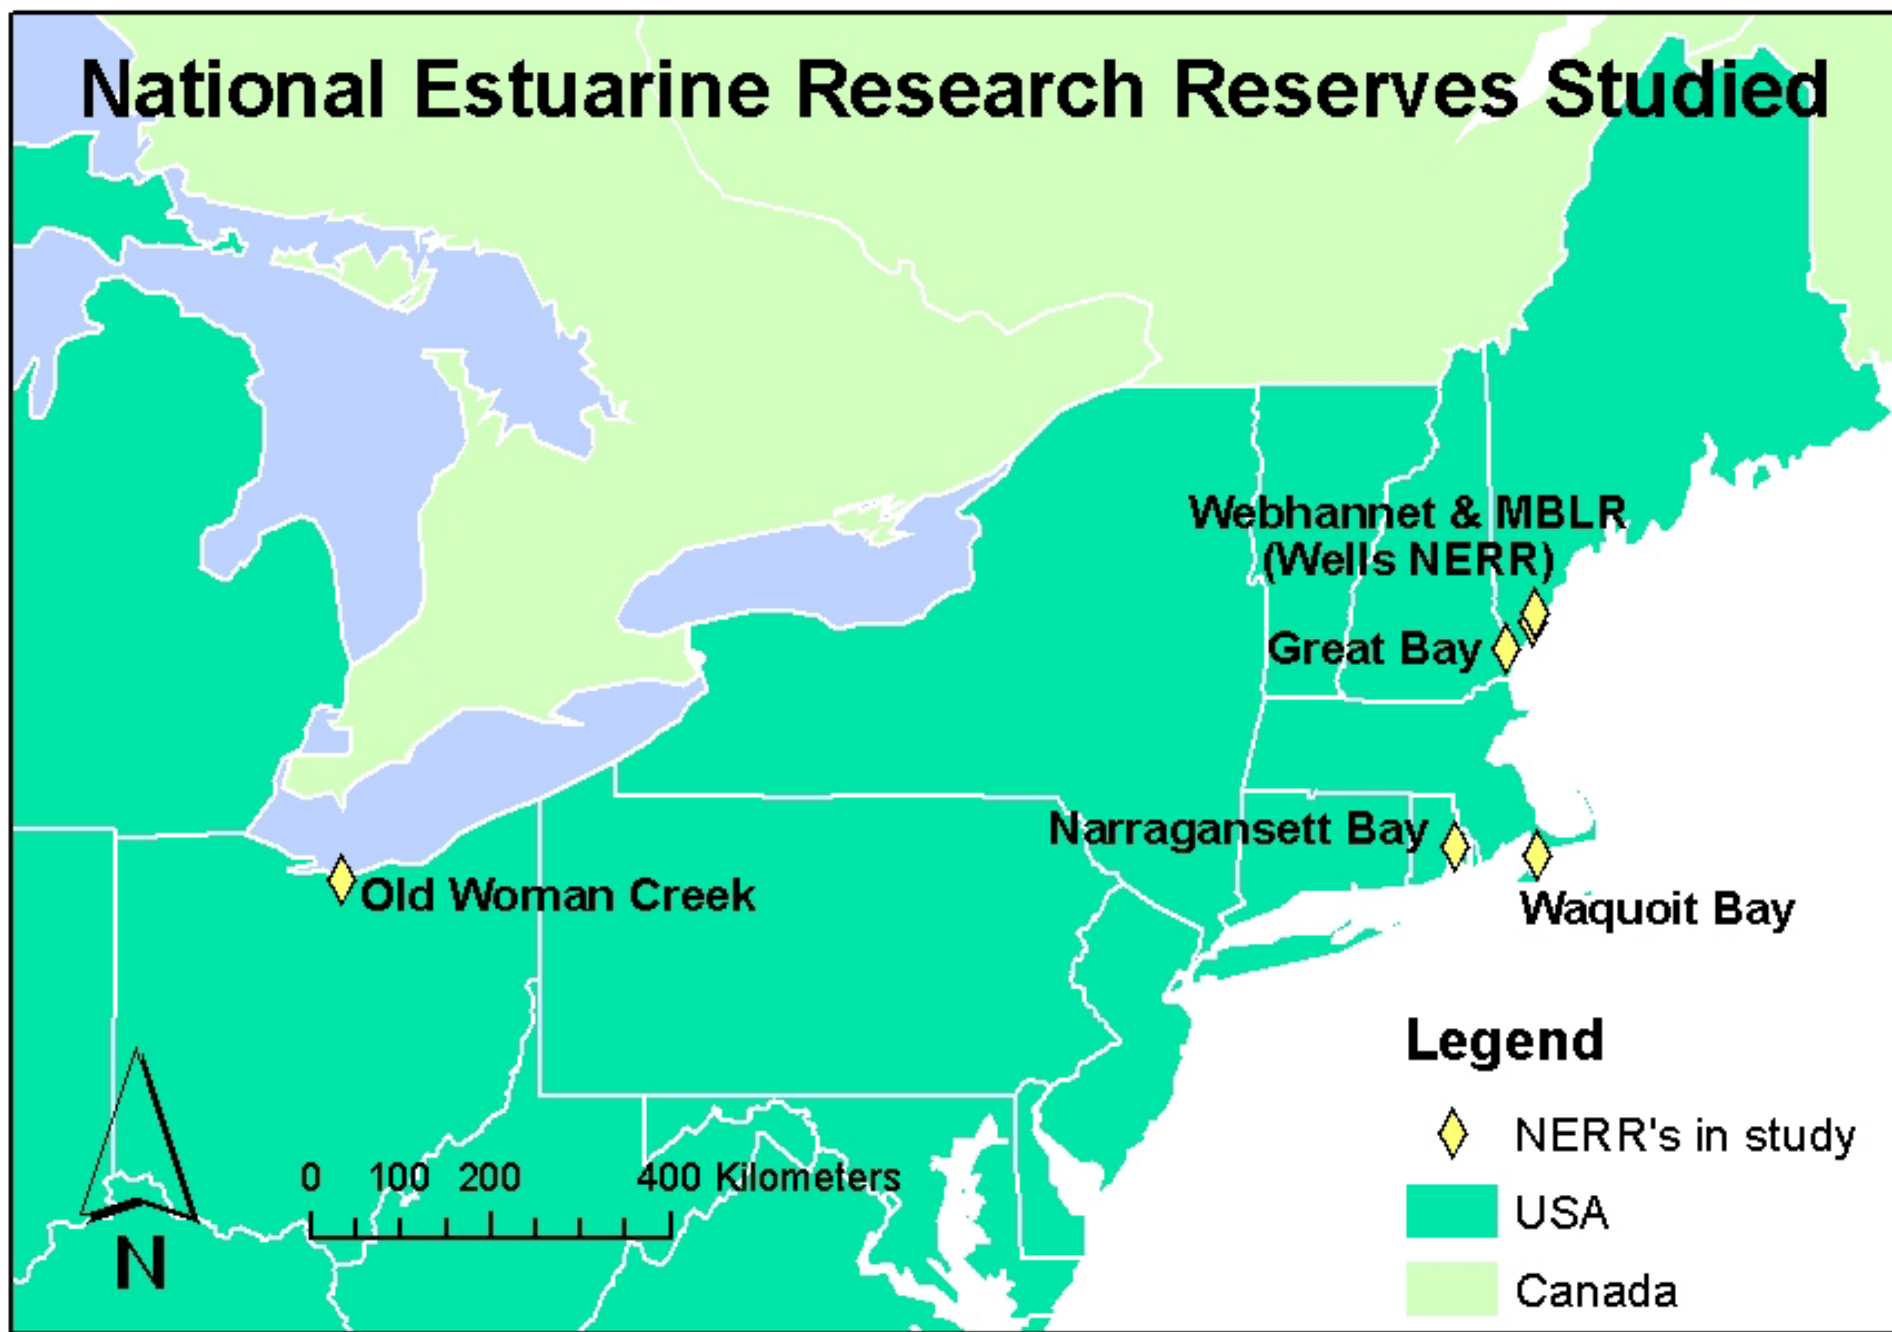 National Estuarine Research Reserves Studied
Webhannet & MBLR
(Wells NERR)
Great Bay
Narragansett Bay
Old Woman Creek
Waquoit Bay
Legend
NERR's in study
USA
Canada
0 100 200 400 Kilometers
N